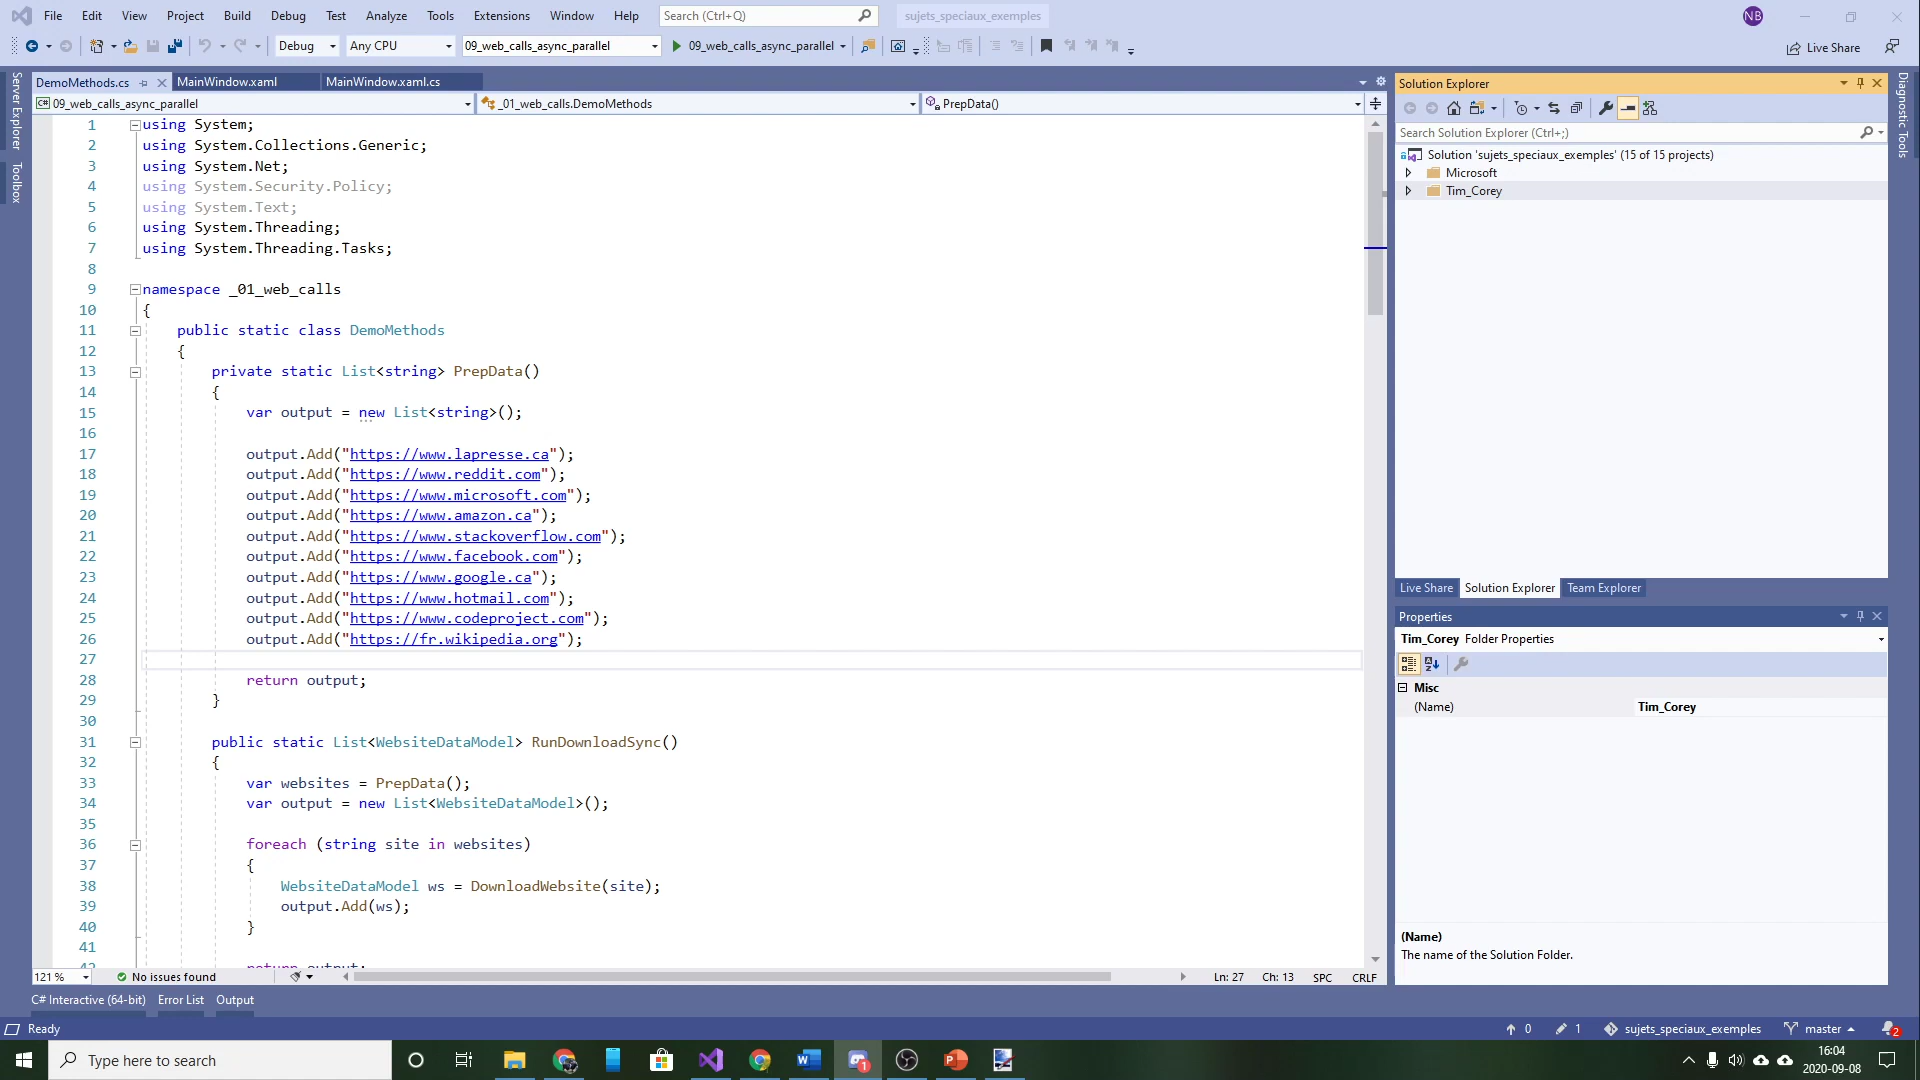 File Edit View Project Build Debug Test Analyze Tools Extensions Window Help Search (Ctrl+Q) sujets_speciaux_exemples NB
Debug Any CPU 09_web_calls_async_parallel 09_web_calls_async_parallel Live Share
DemoMethods.cs MainWindow.xaml MainWindow.xaml.cs
09_web_calls_async_parallel _01_web_calls.DemoMethods PrepData()
Server Explorer
Toolbox
1 using System;
2 using System.Collections.Generic;
3 using System.Net;
4 using System.Security.Policy;
5 using System.Text;
6 using System.Threading;
7 using System.Threading.Tasks;
8
9 namespace _01_web_calls
10 {
11 public static class DemoMethods
12 {
13 private static List<string> PrepData()
14 {
15 var output = new List<string>();
16
17 output.Add("https://www.lapresse.ca");
18 output.Add("https://www.reddit.com");
19 output.Add("https://www.microsoft.com");
20 output.Add("https://www.amazon.ca");
21 output.Add("https://www.stackoverflow.com");
22 output.Add("https://www.facebook.com");
23 output.Add("https://www.google.ca");
24 output.Add("https://www.hotmail.com");
25 output.Add("https://www.codeproject.com");
26 output.Add("https://fr.wikipedia.org");
27
28 return output;
29 }
30
31 public static List<WebsiteDataModel> RunDownloadSync()
32 {
33 var websites = PrepData();
34 var output = new List<WebsiteDataModel>();
35
36 foreach (string site in websites)
37 {
38 WebsiteDataModel ws = DownloadWebsite(site);
39 output.Add(ws);
40 }
41
42 return output;
121 % No issues found Ln: 27 Ch: 13 SPC CRLF
Solution Explorer
Search Solution Explorer (Ctrl+;)
Solution 'sujets_speciaux_exemples' (15 of 15 projects)
Microsoft
Tim_Corey
Live Share Solution Explorer Team Explorer
Properties
Tim_Corey Folder Properties
Misc
(Name) Tim_Corey
(Name)
The name of the Solution Folder.
Diagnostic Tools
C# Interactive (64-bit) Error List Output
Ready 0 1 sujets_speciaux_exemples master 2
Type here to search 1 16:04
2020-09-08